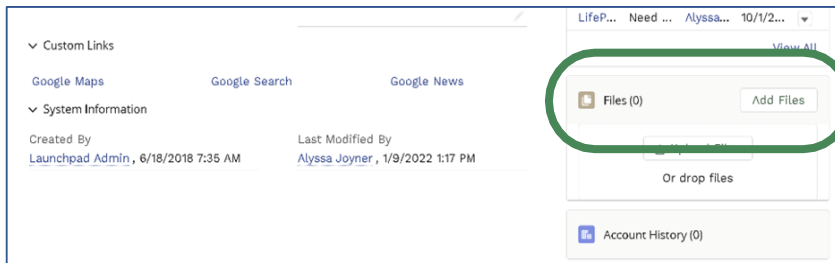 LifeP... Need ... Alyssa... 10/1/2...
View All
Custom Links
Google Maps Google Search Google News
System Information
Created By Last Modified By
Launchpad Admin , 6/18/2018 7:35 AM Alyssa Joyner , 1/9/2022 1:17 PM
Files (0) Add Files
Or drop files
Account History (0)